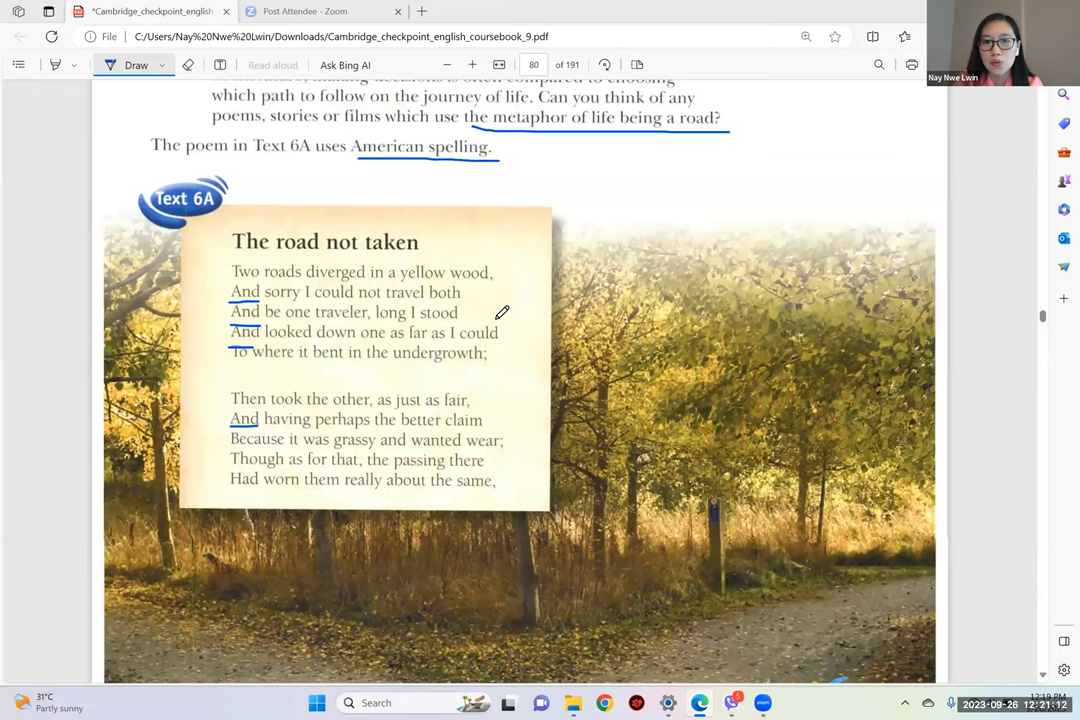 *Cambridge_checkpoint_english
Post Attendee - Zoom
File
C:/Users/Nay%20Nwe%20Lwin/Downloads/Cambridge_checkpoint_english_coursebook_9.pdf
Draw
Read aloud
Ask Bing AI
80
of 191
Nay Nwe Lwin
which path to follow on the journey of life. Can you think of any
poems, stories or films which use the metaphor of life being a road?
The poem in Text 6A uses American spelling.
Text 6A
The road not taken
Two roads diverged in a yellow wood,
And sorry I could not travel both
And be one traveler, long I stood
And looked down one as far as I could
To where it bent in the undergrowth;
Then took the other, as just as fair,
And having perhaps the better claim
Because it was grassy and wanted wear;
Though as for that, the passing there
Had worn them really about the same,
31°C
Partly sunny
Search
5
12:19 PM
2023-09-26 12:21:12